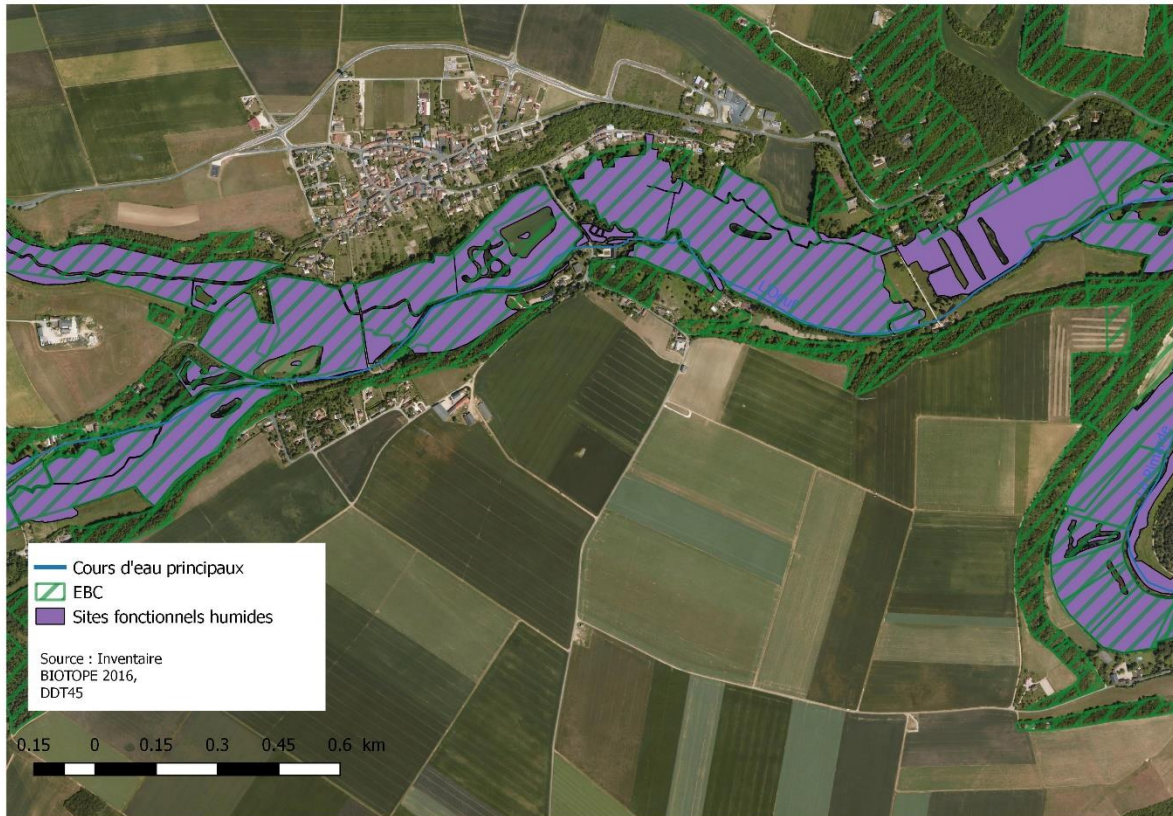 L'Œuf
Cours d'eau principaux
EBC
Sites fonctionnels humides
Source : Inventaire
BIOTOPE 2016,
DDT45
0.15 0 0.15 0.3 0.45 0.6 km